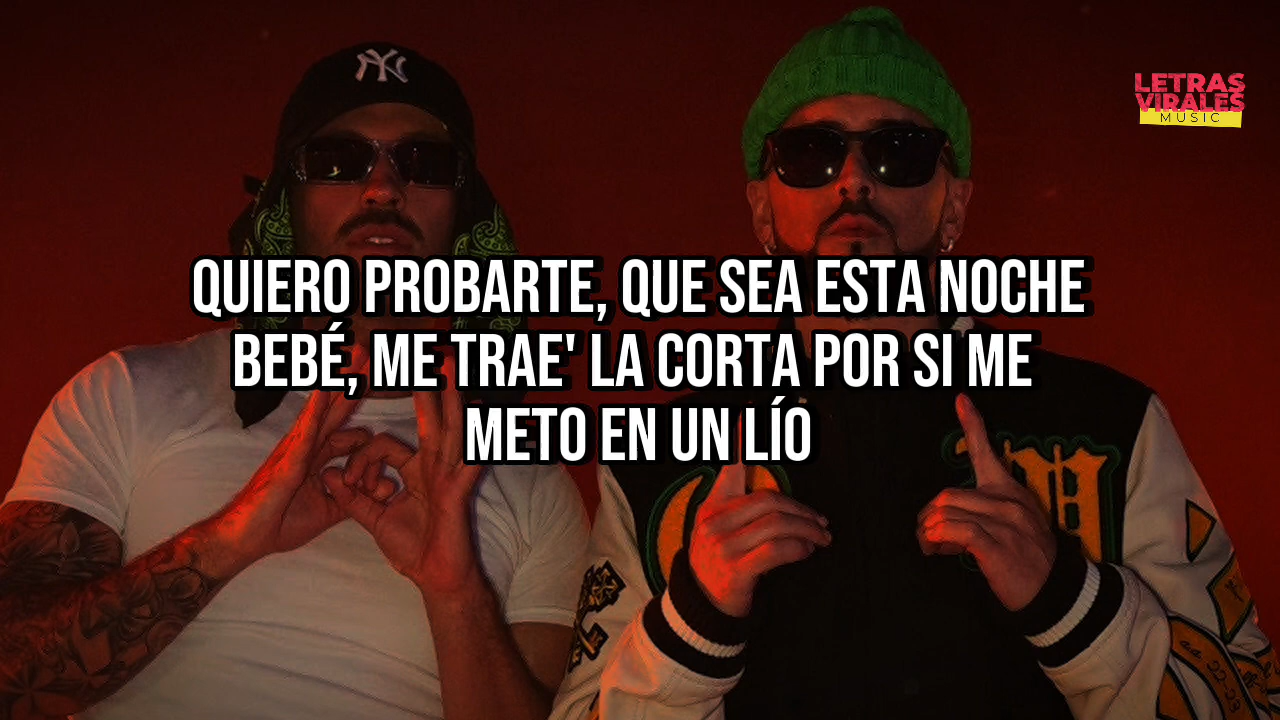 NY
LETRAS
VIRALES
MUSIC
QUIERO PROBARTE, QUE SEA ESTA NOCHE
BEBÉ, ME TRAE' LA CORTA POR SI ME
METO EN UN LÍO